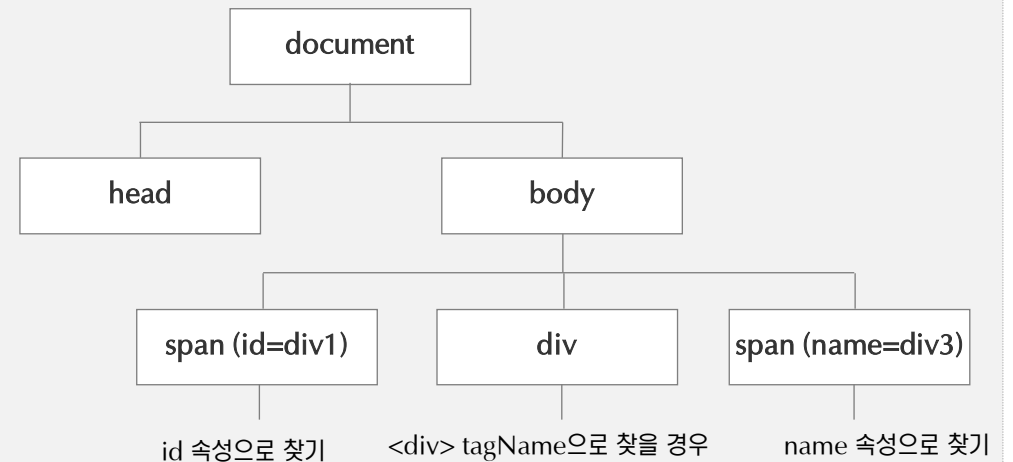 document
head
body
span (id=div1)
div
span (name=div3)
id 속성으로 찾기
<div> tagName으로 찾을 경우
name 속성으로 찾기